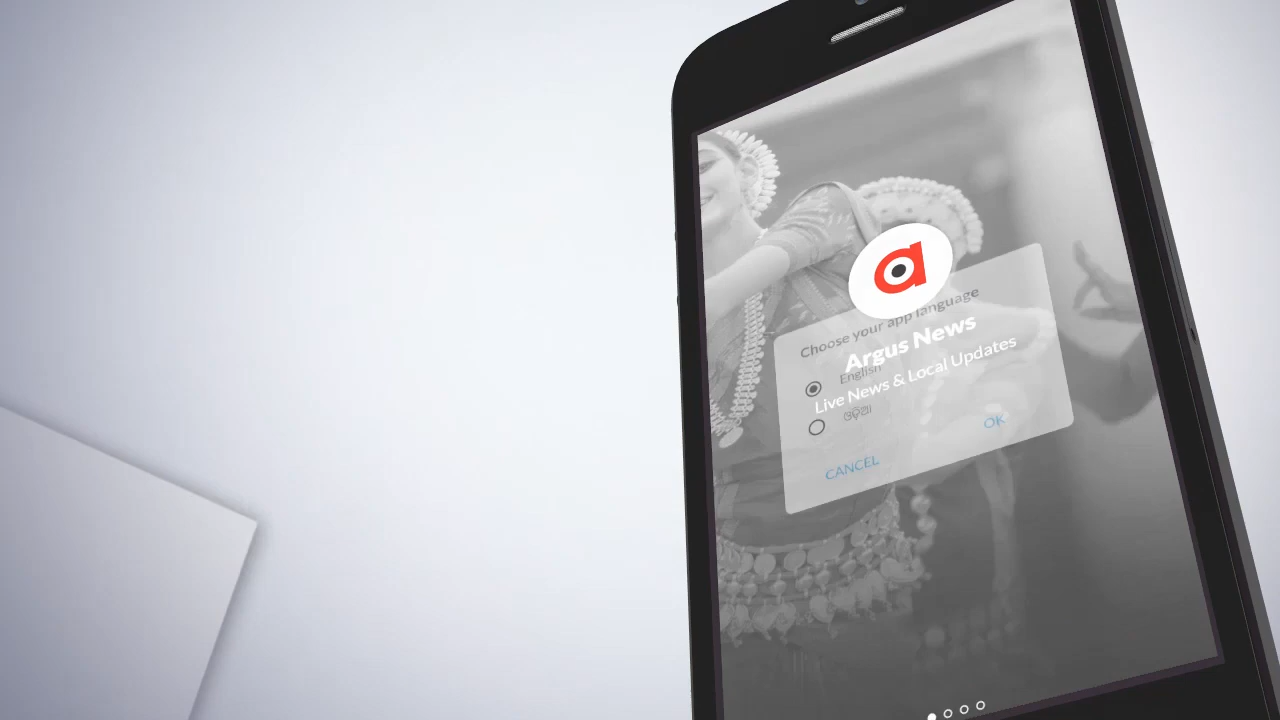 Choose your app language
Argus News
English
Live News & Local Updates
ଓଡ଼ିଆ
OK
CANCEL